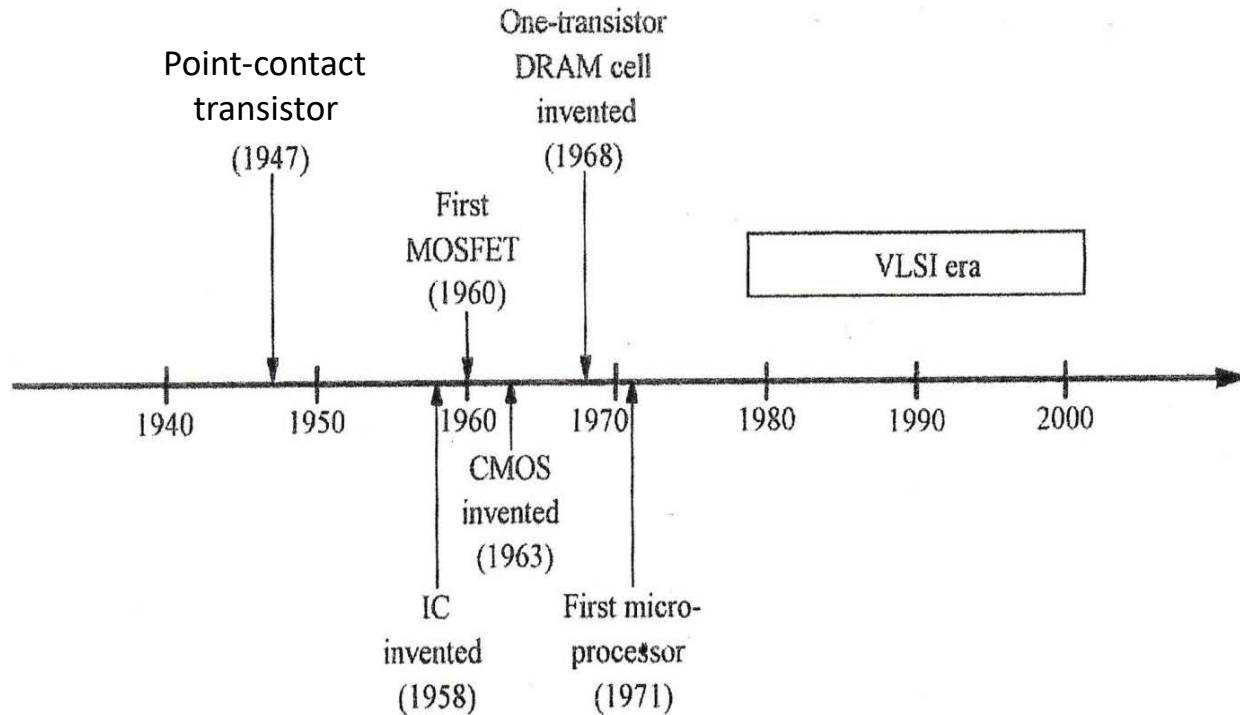 One-transistor
DRAM cell
invented
(1968)
Point-contact
transistor
(1947)
First
MOSFET
(1960)
VLSI era
1940
1950
1960
1970
1980
1990
2000
CMOS
invented
(1963)
IC
invented
(1958)
First micro-
processor
(1971)